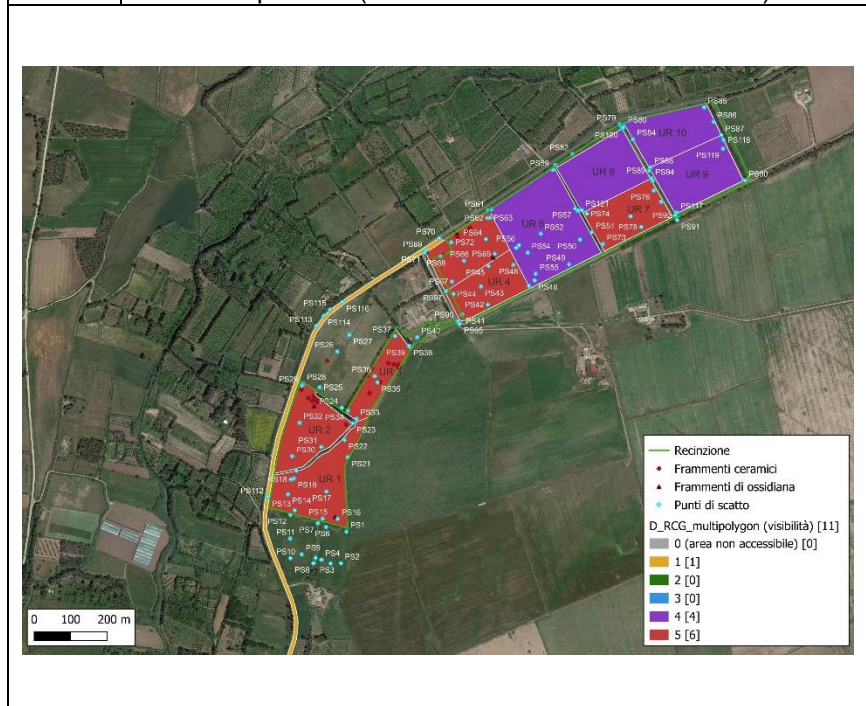 PS85
PS79
PS80
UR 10
PS86
PS120
PS84
PS87
PS118
PS82
PS119
PS59
UR 8
PS89
PS94
UR 9
PS90
PS76
PS61
PS121
PS117
PS62
PS63
PS57
PS74
UR 7
PS92
UR 6
PS91
PS70
PS64
PS52
PS51
PS78
PS72
PS56
PS50
PS73
PS69
PS54
PS71
PS68
PS66
PS65
PS49
PS45
PS46
PS55
PS67
UR 4
PS48
PS97
PS44
PS43
PS115
PS116
PS42
PS96
PS41
PS113
PS114
PS95
PS37
PS40
PS26
PS27
PS39
PS38
PS36
UR 3
PS28
PS25
PS35
PS24
PS32
PS34
PS33
UR 2
PS23
PS31
PS22
PS30
PS21
PS18
PS19
UR 1
PS112
PS14
PS17
PS13
PS12
PS15
PS16
PS7
PS6
PS1
PS11
PS10
PS9
PS4
PS2
PS8
PS3
Recinzione
Frammenti ceramici
Frammenti di ossidiana
Punti di scatto
D_RCG_multipolygon (visibilità) [11]
0 (area non accessibile) [0]
1 [1]
2 [0]
3 [0]
4 [4]
5 [6]
0 100 200 m